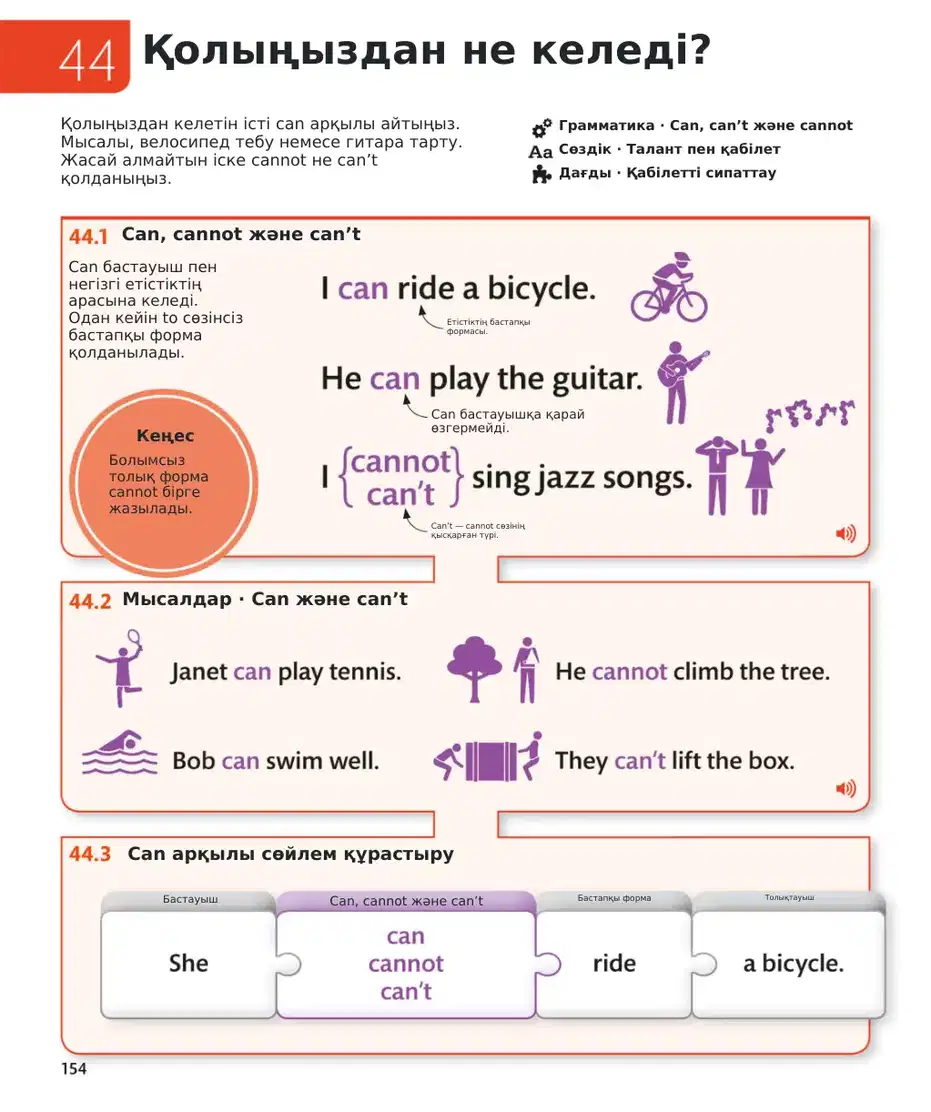 44 Қолыңыздан не келеді?
Қолыңыздан келетін істі can арқылы айтыңыз.
Мысалы, велосипед тебу немесе гитара тарту.
Жасай алмайтын іске cannot не can’t
қолданыңыз.
Грамматика · Can, can’t және cannot
Aa Сөздік · Талант пен қабілет
Дағды · Қабілетті сипаттау
44.1 Can, cannot және can’t
Can бастауыш пен
негізгі етістіктің
арасына келеді.
Одан кейін to сөзінсіз
бастапқы форма
қолданылады.
Кеңес
Болымсыз
толық форма
cannot бірге
жазылады.
I can ride a bicycle.
Етістіктің бастапқы
формасы.
He can play the guitar.
Can бастауышқа қарай
өзгермейді.
I {cannot can’t} sing jazz songs.
Can’t — cannot сөзінің
қысқарған түрі.
44.2 Мысалдар · Can және can’t
Janet can play tennis.
He cannot climb the tree.
Bob can swim well.
They can’t lift the box.
44.3 Can арқылы сөйлем құрастыру
Бастауыш
Can, cannot және can’t
Бастапқы форма
Толықтауыш
She
can
cannot
can’t
ride
a bicycle.
154